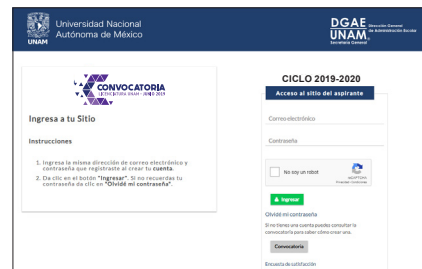 UNAM
Universidad Nacional
Autónoma de México
DGAE
UNAM
Dirección General
de Administración Escolar
Secretaría General
CONVOCATORIA
LICENCIATURA UNAM - JUNIO 2019
Ingresa a tu Sitio
Instrucciones
1. Ingresa la misma dirección de correo electrónico y
contraseña que registraste al crear tu cuenta.
2. Da clic en el botón "Ingresar". Si no recuerdas tu
contraseña da clic en "Olvidé mi contraseña".
CICLO 2019-2020
Acceso al sitio del aspirante
Correo electrónico
Contraseña
No soy un robot
reCAPTCHA
Ingresar
Olvidé mi contraseña
Si no tienes una cuenta puedes consultar la
convocatoria para saber cómo crear una.
Convocatoria
Encuesta de satisfacción